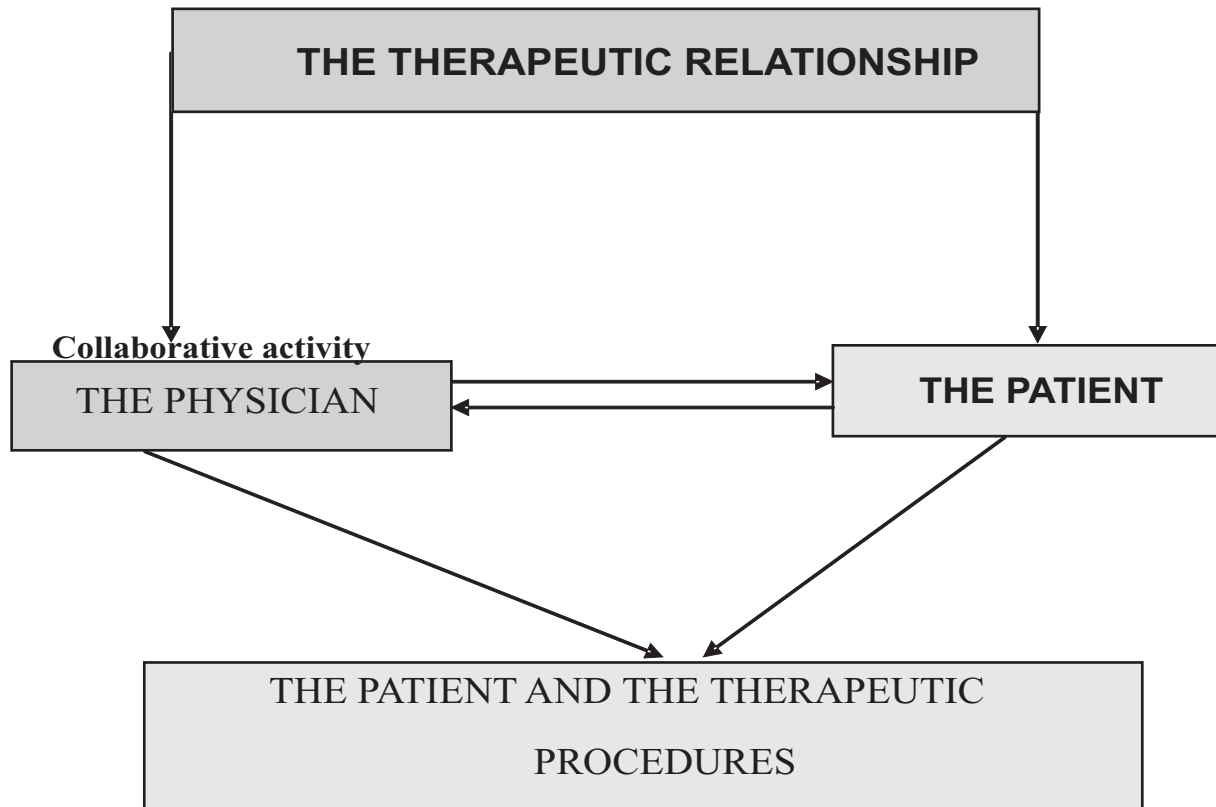 THE THERAPEUTIC RELATIONSHIP
Collaborative activity
THE PHYSICIAN
THE PATIENT
THE PATIENT AND THE THERAPEUTIC
PROCEDURES